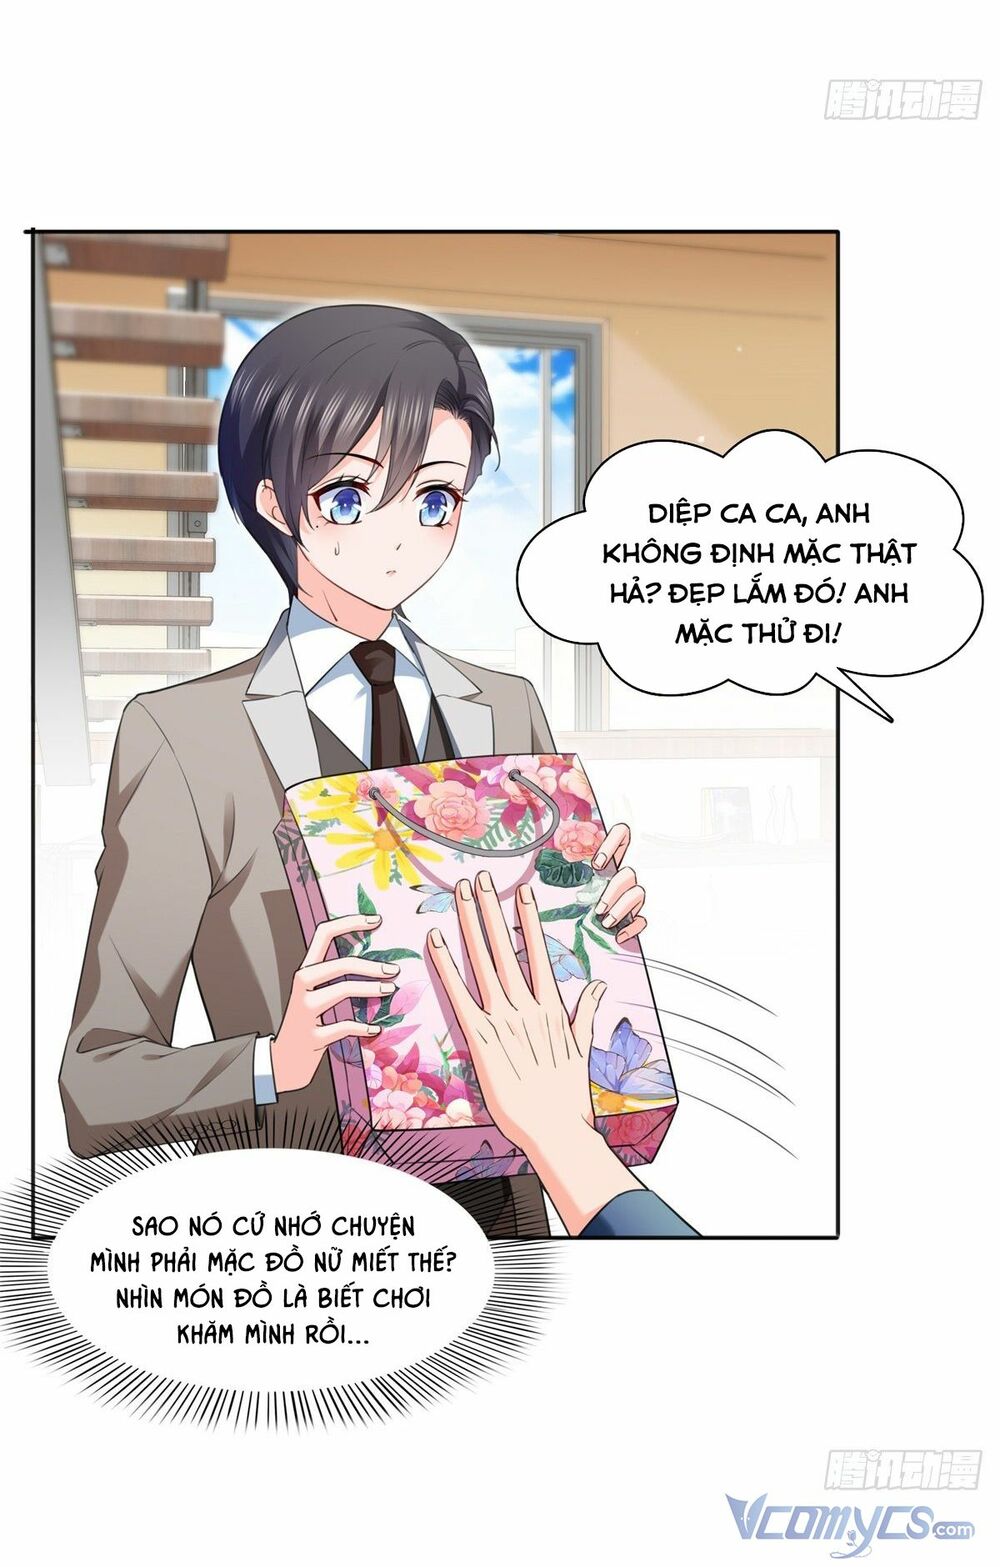 腾讯动漫
DIỆP CA CA, ANH
KHÔNG ĐỊNH MẶC THẬT
HẢ? ĐẸP LẮM ĐÓ! ANH
MẶC THỬ ĐI!
SAO NÓ CỨ NHỚ CHUYỆN
MÌNH PHẢI MẶC ĐỒ NỮ MIẾT THẾ?
NHÌN MÓN ĐỒ LÀ BIẾT CHƠI
KHĂM MÌNH RỒI...
腾讯动漫
VCOMYCS.com